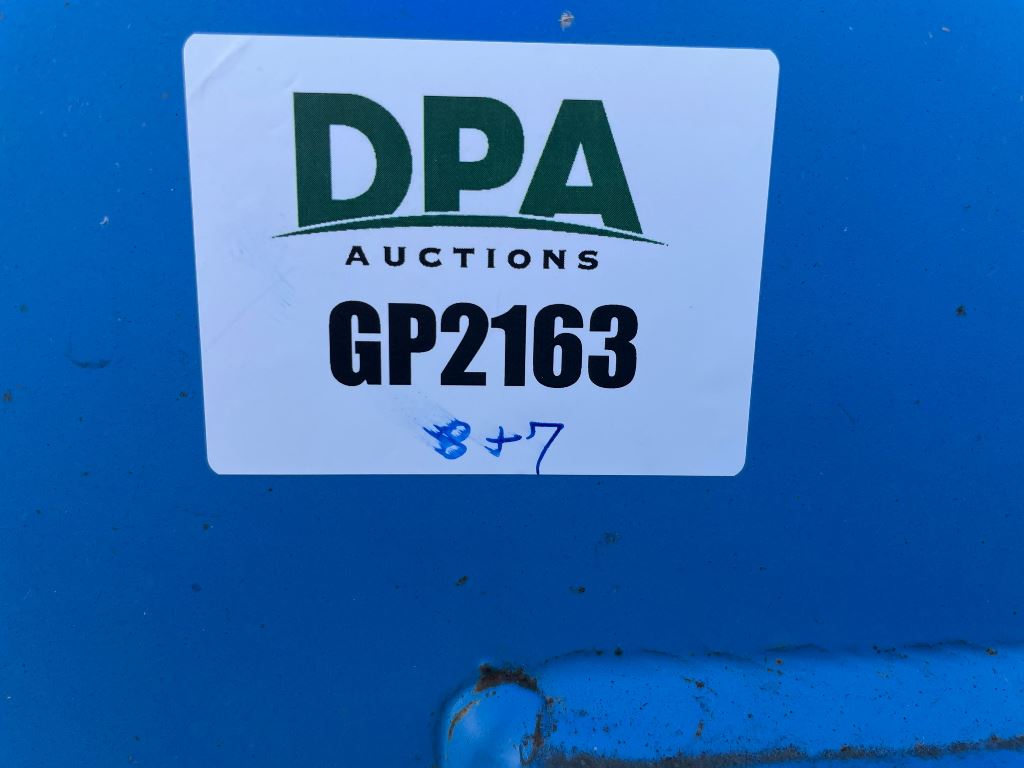 DPA
AUCTIONS
GP2163
8+7